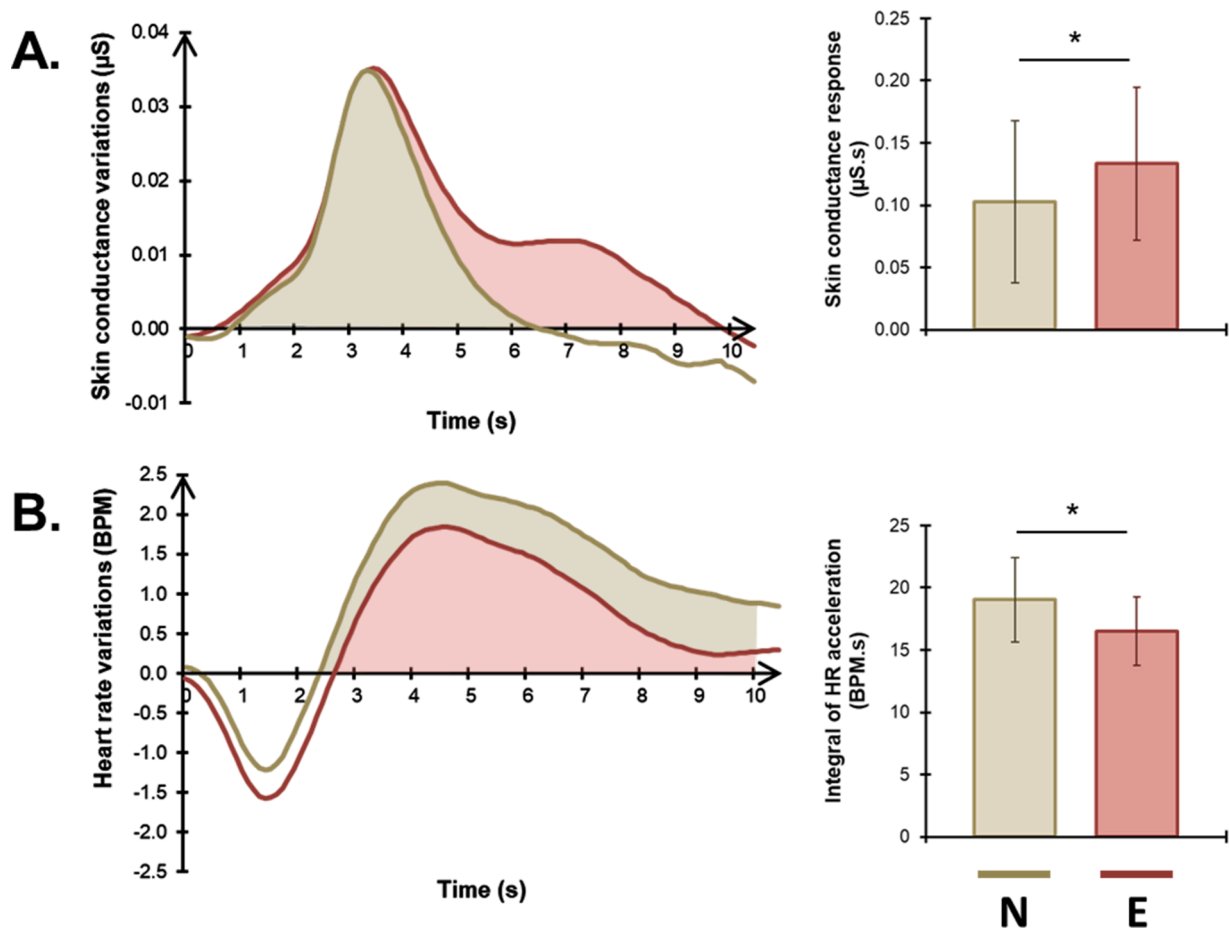 A.
Skin conductance variations (µS)
0.04
0.03
0.02
0.01
0.00
-0.01
0 1 2 3 4 5 6 7 8 9 10
Time (s)
Skin conductance response
(µS.s)
0.25
0.20
0.15
0.10
0.05
0.00
*
B.
Heart rate variations (BPM)
2.5
2.0
1.5
1.0
0.5
0.0
-0.5
-1.0
-1.5
-2.0
-2.5
0 1 2 3 4 5 6 7 8 9 10
Time (s)
Integral of HR acceleration
(BPM.s)
25
20
15
10
5
0
*
N E